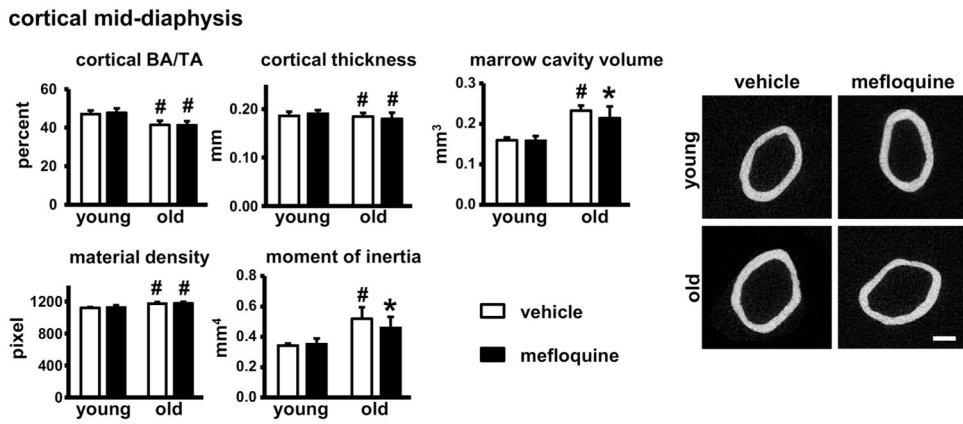 cortical mid-diaphysis
cortical BA/TA
percent
60
40
20
0
# #
young old
cortical thickness
mm
0.20
0.10
0.00
# #
young old
marrow cavity volume
mm³
0.3
0.2
0.1
0.0
# *
young old
material density
pixel
1200
800
400
0
# #
young old
moment of inertia
mm⁴
0.8
0.6
0.4
0.2
0.0
# *
young old
vehicle
mefloquine
vehicle mefloquine
young
old